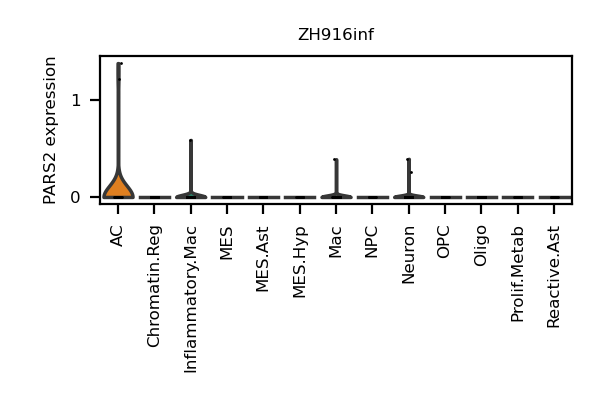 ZH916inf
PARS2 expression
1
0
AC
Chromatin.Reg
Inflammatory.Mac
MES
MES.Ast
MES.Hyp
Mac
NPC
Neuron
OPC
Oligo
Prolif.Metab
Reactive.Ast